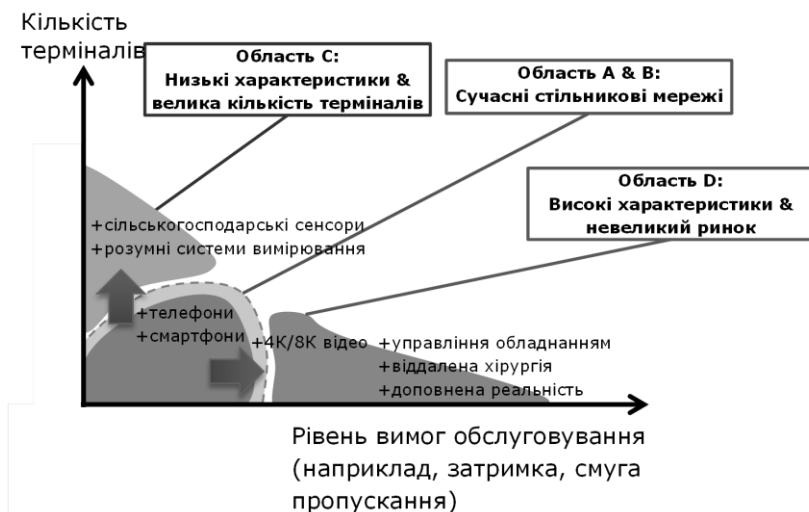 Кількість
терміналів
Область C:
Низькі характеристики &
велика кількість терміналів
Область A & B:
Сучасні стільникові мережі
Область D:
Високі характеристики &
невеликий ринок
+сільськогосподарські сенсори
+розумні системи вимірювання
+телефони
+смартфони
+4K/8K відео
+управління обладнанням
+віддалена хірургія
+доповнена реальність
Рівень вимог обслуговування
(наприклад, затримка, смуга
пропускання)